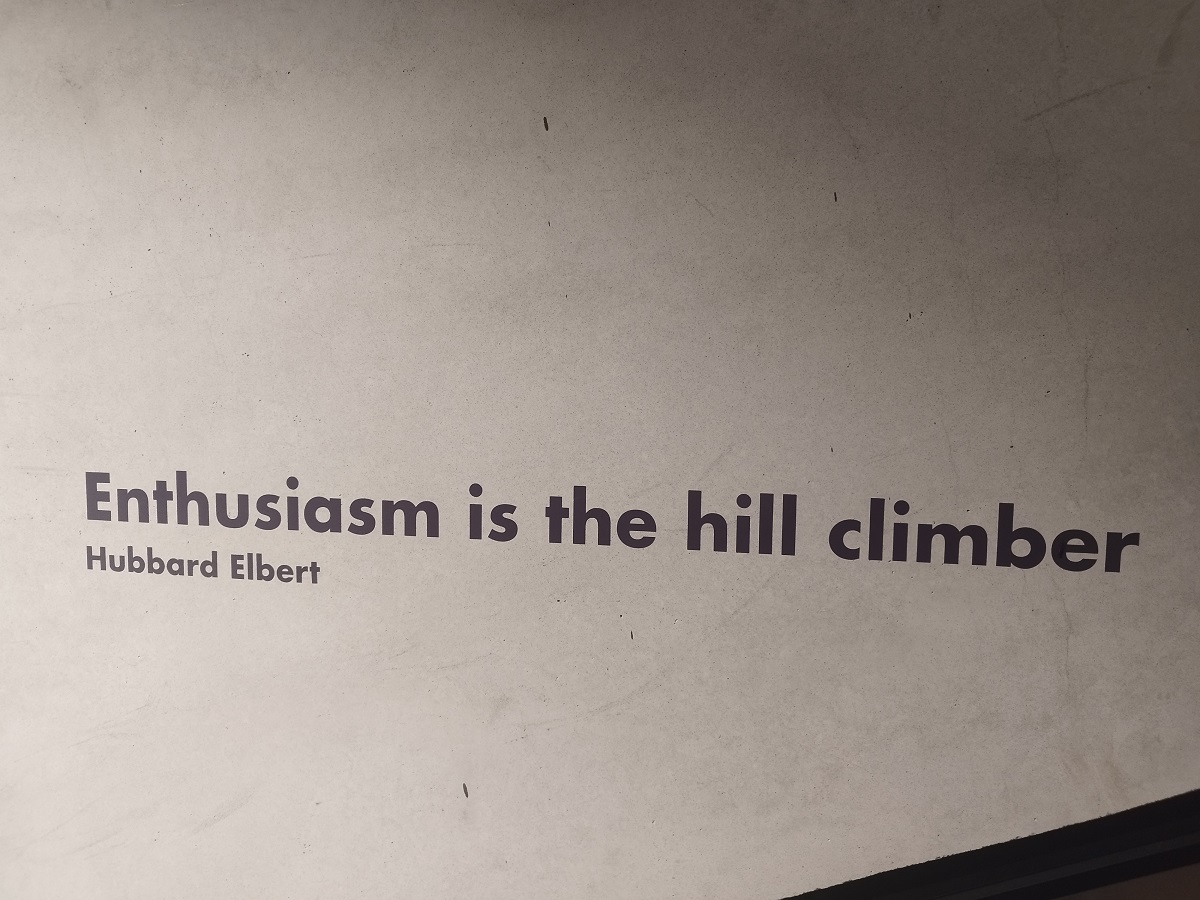 Enthusiasm is the hill climber
Hubbard Elbert